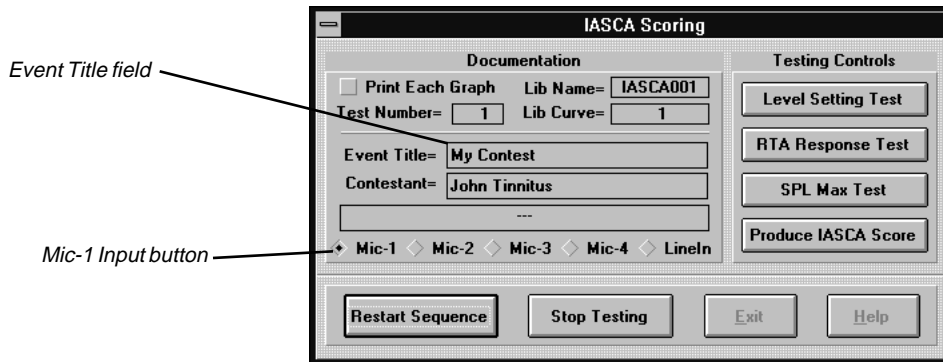 IASCA Scoring
Event Title field
Documentation
Print Each Graph Lib Name= IASCA001
Test Number= 1 Lib Curve= 1
Event Title= My Contest
Contestant= John Tinnitus
---
Mic-1 Mic-2 Mic-3 Mic-4 LineIn
Mic-1 Input button
Testing Controls
Level Setting Test
RTA Response Test
SPL Max Test
Produce IASCA Score
Restart Sequence Stop Testing Exit Help